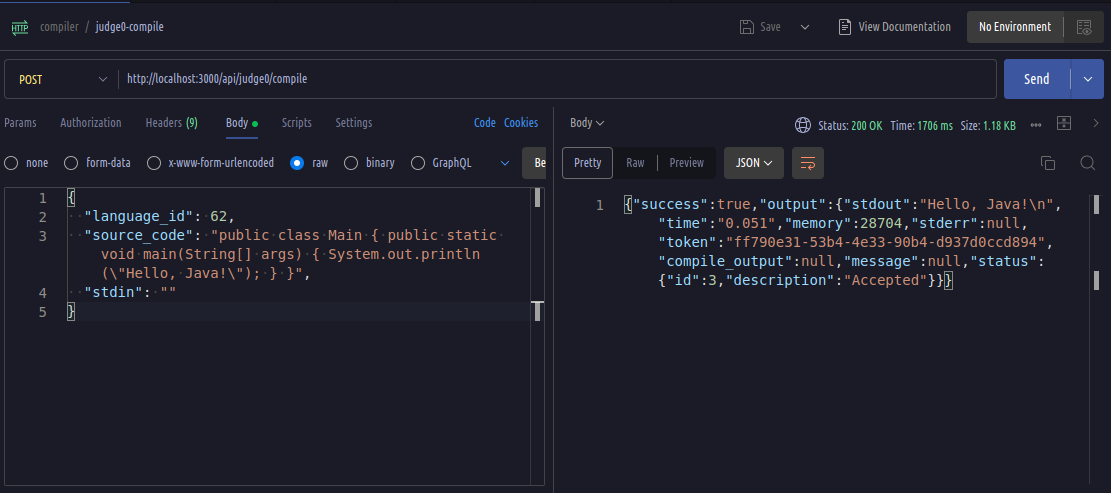 HTTP compiler / judge0-compile Save View Documentation No Environment
POST http://localhost:3000/api/judge0/compile Send
Params Authorization Headers (9) Body Scripts Settings Code Cookies
none form-data x-www-form-urlencoded raw binary GraphQL Be
1 {
2 "language_id": 62,
3 "source_code": "public class Main { public static
void main(String[] args) { System.out.println
(\"Hello, Java!\"); } }",
4 "stdin": ""
5 }
Body Status: 200 OK Time: 1706 ms Size: 1.18 KB
Pretty Raw Preview JSON
1 {"success":true,"output":{"stdout":"Hello, Java!\n",
"time":"0.051","memory":28704,"stderr":null,
"token":"ff790e31-53b4-4e33-90b4-d937d0ccd894",
"compile_output":null,"message":null,"status":
{"id":3,"description":"Accepted"}}}